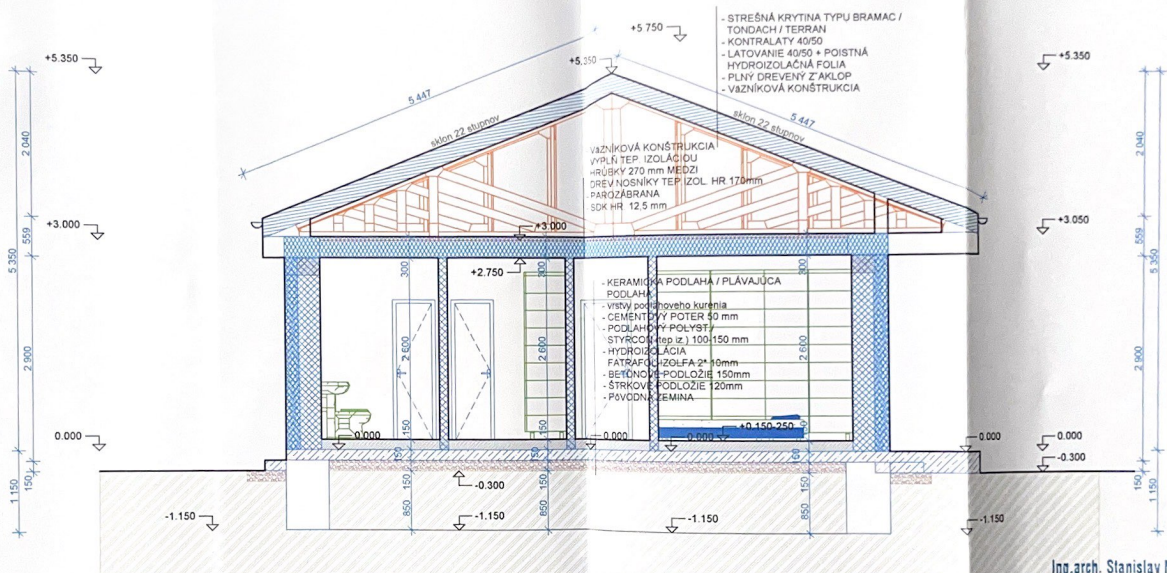 +5 750
- STREŠNÁ KRYTINA TYPU BRAMAC /
TONDACH / TERRAN
- KONTRALATY 40/50
- LATOVANIE 40/50 + POISTNÁ
HYDROIZOLAČNÁ FOLIA
- PLNÝ DREVENÝ ZˇAKLOP
- VäZNÍKOVÁ KONŠTRUKCIA
+5.350
+5.350
+5.350
5 447
5 447
sklon 22 stupnov
sklon 22 stupnov
VäZNÍKOVÁ KONŠTRUKCIA
VYPLŇ TEP. IZOLÁCIOU
HRÚBKY 270 mm MEDZI
DREV NOSNÍKY TEP.IZOL. HR 170mm
- PAROZÁBRANA
- SDK HR. 12,5 mm
2 040
559
5 350
2 900
1 150
150
+3.000
+3.000
+2.750
+3.050
2 040
559
5 350
2 900
150
1 150
300
300
300
- KERAMICKÁ PODLAHA / PLÁVAJÚCA
PODLAHA
- vrstvy podlahoveho kurenia
- CEMENTOVÝ POTER 50 mm
- PODLAHOVÝ POLYST./
STYRCON (tep.iz.) 100-150 mm
- HYDROIZOLÁCIA
FATRAFOL-IZOLFA 2* 10mm
- BETÓNOVÉ PODLOŽIE 150mm
- ŠTRKOVÉ PODLOŽIE 120mm
- PôVODNÁ ZEMINA
2 600
2 600
2 600
+0.150-250
0.000
0.000
0.000
0.000
0.000
0.000
150
150
150
150
150
150
150
150
-0.300
-0.300
850
850
850
-1.150
-1.150
-1.150
-1.150
Ing.arch. Stanislav